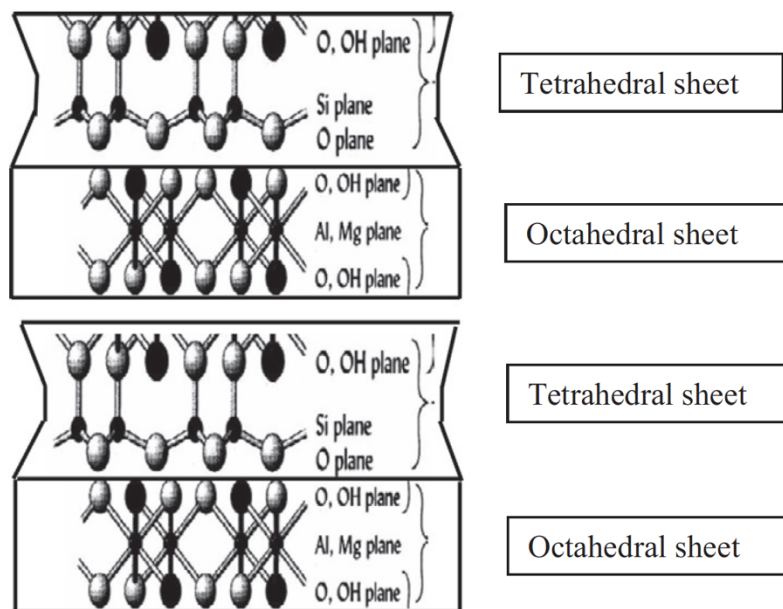 O, OH plane
Tetrahedral sheet
Si plane
O plane
O, OH plane
Al, Mg plane
Octahedral sheet
O, OH plane
O, OH plane
Tetrahedral sheet
Si plane
O plane
O, OH plane
Al, Mg plane
Octahedral sheet
O, OH plane